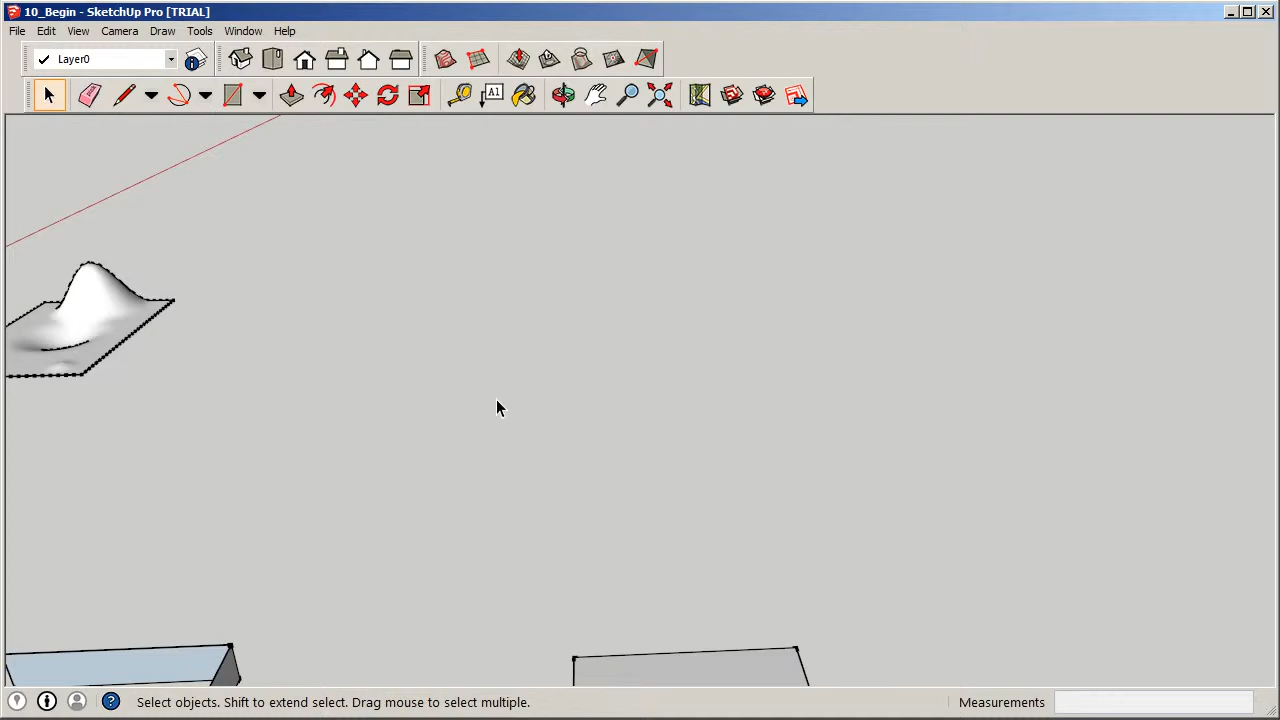 10_Begin - SketchUp Pro [TRIAL]
File Edit View Camera Draw Tools Window Help
Layer0
A1
Select objects. Shift to extend select. Drag mouse to select multiple.
Measurements